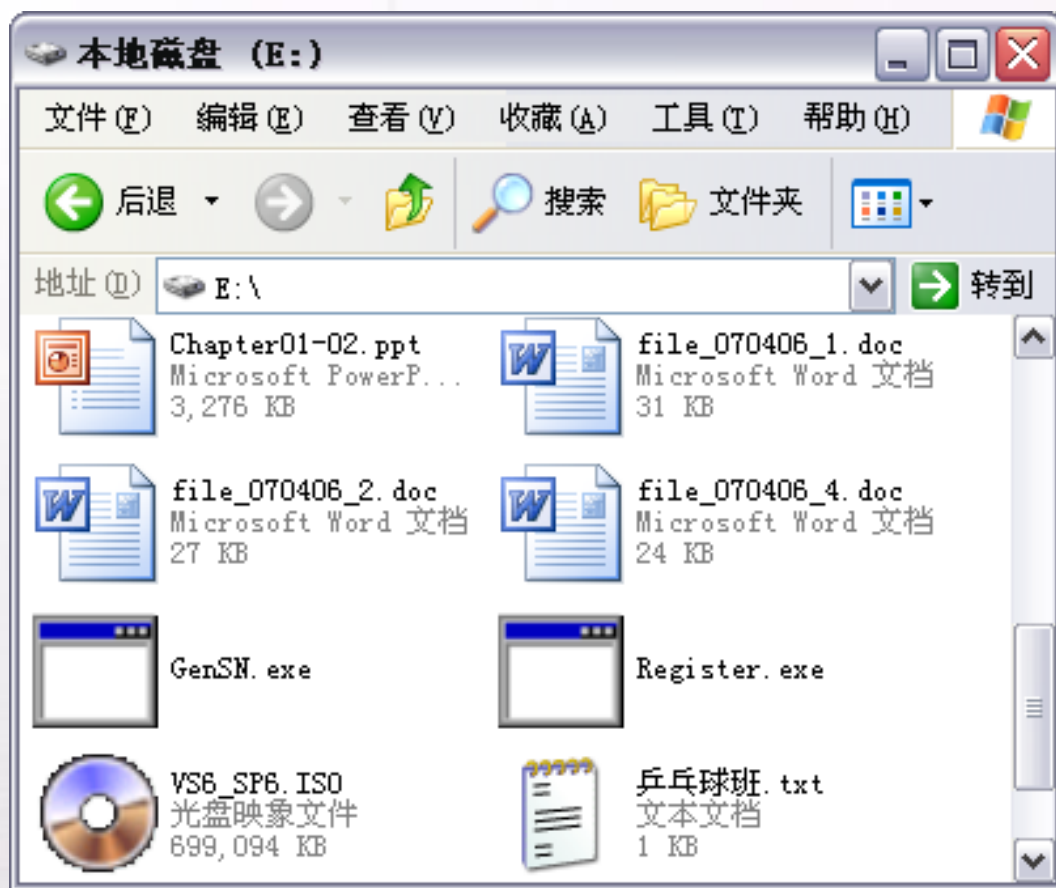 本地磁盘 (E:)
文件(F) 编辑(E) 查看(V) 收藏(A) 工具(T) 帮助(H)
后退 搜索 文件夹
地址(D) E:\ 转到
Chapter01-02.ppt
Microsoft PowerP...
3,276 KB
file_070406_1.doc
Microsoft Word 文档
31 KB
file_070406_2.doc
Microsoft Word 文档
27 KB
file_070406_4.doc
Microsoft Word 文档
24 KB
GenSN.exe
Register.exe
VS6_SP6.ISO
光盘映象文件
699,094 KB
乒乓球班.txt
文本文档
1 KB